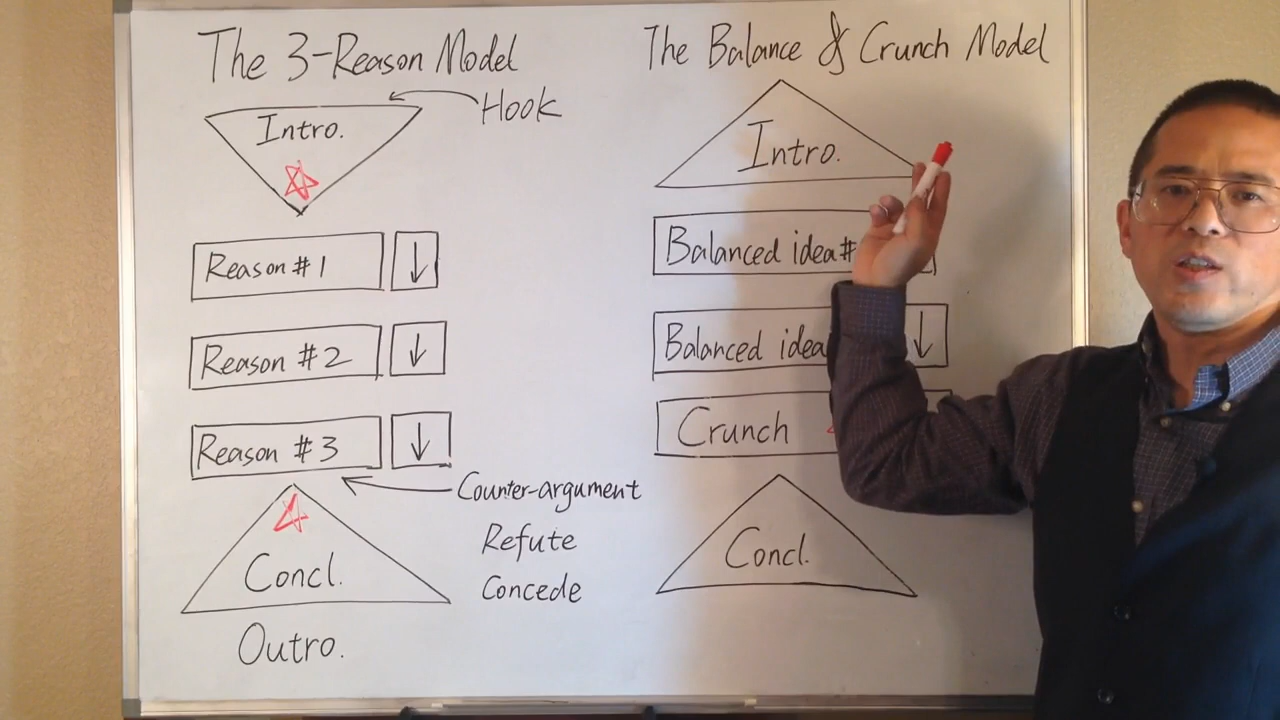 The 3-Reason Model
Hook
Intro.
Reason #1
Reason #2
Reason #3
Counter-argument
Refute
Concede
Concl.
Outro.
The Balance & Crunch Model
Intro.
Balanced idea#
Balanced idea
Crunch
Concl.